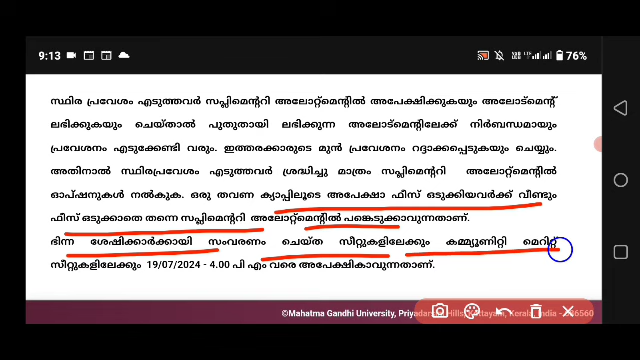 9:13
76%
സ്ഥിര പ്രവേശം എടുത്തവർ സപ്ലിമെന്ററി അലോട്മെന്റിൽ അപേക്ഷിക്കുകയും അലോട്മെന്റ്
ലഭിക്കുകയും ചെയ്താൽ പുതുതായി ലഭിക്കുന്ന അലോട്മെന്റിലേക്ക് നിർബന്ധമായും
പ്രവേശനം എടുക്കേണ്ടി വരും. ഇത്തരക്കാരുടെ മുൻ പ്രവേശനം റദ്ദാക്കപ്പെടുകയും ചെയ്യും.
അതിനാൽ സ്ഥിരപ്രവേശം എടുത്തവർ ശ്രദ്ധിച്ചു മാത്രം സപ്ലിമെന്ററി അലോട്മെന്റിൽ
ഓപ്ഷനുകൾ നൽകുക. ഒരു തവണ ക്യാപ്പിലൂടെ അപേക്ഷാ ഫീസ് ഒടുക്കിയവർക്ക് വീണ്ടും
ഫീസ് ഒടുക്കാതെ തന്നെ സപ്ലിമെന്ററി അലോട്മെന്റിൽ പങ്കെടുക്കാവുന്നതാണ്.
ഭിന്ന ശേഷിക്കാർക്കായി സംവരണം ചെയ്ത സീറ്റുകളിലേക്കും കമ്മ്യൂണിറ്റി മെറിറ്റ്
സീറ്റുകളിലേക്കും 19/07/2024 - 4.00 പി എം വരെ അപേക്ഷികാവുന്നതാണ്.
©Mahatma Gandhi University, Hills India -